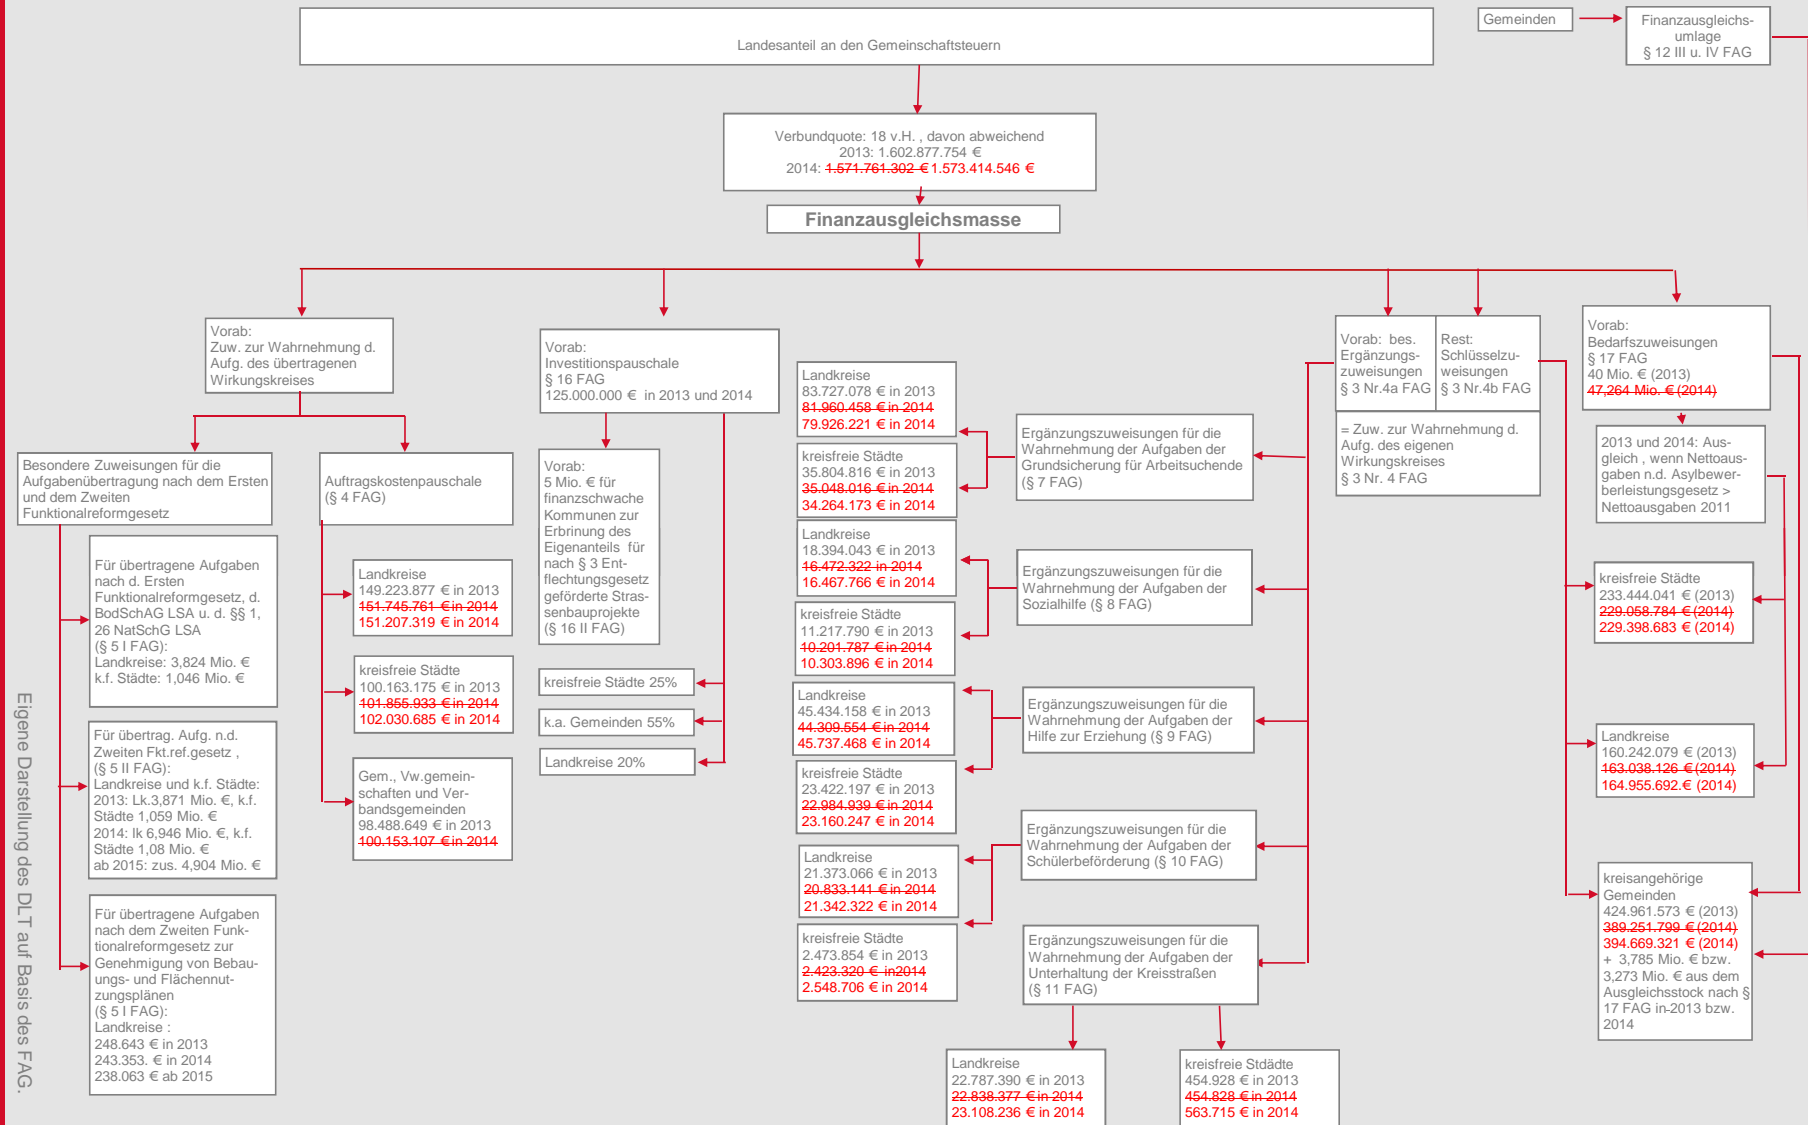 Landesanteil an den Gemeinschaftsteuern
Gemeinden
Finanzausgleichs-
umlage
§ 12 III u. IV FAG
Verbundquote: 18 v.H. , davon abweichend
2013: 1.602.877.754 €
2014: 1.571.761.302 € 1.573.414.546 €
Finanzausgleichsmasse
Vorab:
Zuw. zur Wahrnehmung d.
Aufg. des übertragenen
Wirkungskreises
Besondere Zuweisungen für die
Aufgabenübertragung nach dem Ersten
und dem Zweiten
Funktionalreformgesetz
Für übertragene Aufgaben
nach d. Ersten
Funktionalreformgesetz, d.
BodSchAG LSA u. d. §§ 1,
26 NatSchG LSA
(§ 5 I FAG):
Landkreise: 3,824 Mio. €
k.f. Städte: 1,046 Mio. €
Für übertrag. Aufg. n.d.
Zweiten Fkt.ref.gesetz ,
(§ 5 II FAG):
Landkreise und k.f. Städte:
2013: Lk.3,871 Mio. €, k.f.
Städte 1,059 Mio. €
2014: lk 6,946 Mio. €, k.f.
Städte 1,08 Mio. €
ab 2015: zus. 4,904 Mio. €
Für übertragene Aufgaben
nach dem Zweiten Funk-
tionalreformgesetz zur
Genehmigung von Bebau-
ungs- und Flächennut-
zungsplänen
(§ 5 I FAG):
Landkreise :
248.643 € in 2013
243.353. € in 2014
238.063 € ab 2015
Auftragskostenpauschale
(§ 4 FAG)
Landkreise
149.223.877 € in 2013
151.745.761 € in 2014
151.207.319 € in 2014
kreisfreie Städte
100.163.175 € in 2013
101.855.933 € in 2014
102.030.685 € in 2014
Gem., Vw.gemein-
schaften und Ver-
bandsgemeinden
98.488.649 € in 2013
100.153.107 € in 2014
Vorab:
Investitionspauschale
§ 16 FAG
125.000.000 € in 2013 und 2014
Vorab:
5 Mio. € für
finanzschwache
Kommunen zur
Erbrinung des
Eigenanteils für
nach § 3 Ent-
flechtungsgesetz
geförderte Stras-
senbauprojekte
(§ 16 II FAG)
kreisfreie Städte 25%
k.a. Gemeinden 55%
Landkreise 20%
Landkreise
83.727.078 € in 2013
81.960.458 € in 2014
79.926.221 € in 2014
kreisfreie Städte
35.804.816 € in 2013
35.048.016 € in 2014
34.264.173 € in 2014
Landkreise
18.394.043 € in 2013
16.472.322 in 2014
16.467.766 € in 2014
kreisfreie Städte
11.217.790 € in 2013
10.201.787 € in 2014
10.303.896 € in 2014
Landkreise
45.434.158 € in 2013
44.309.554 € in 2014
45.737.468 € in 2014
kreisfreie Städte
23.422.197 € in 2013
22.984.939 € in 2014
23.160.247 € in 2014
Landkreise
21.373.066 € in 2013
20.833.141 € in 2014
21.342.322 € in 2014
kreisfreie Städte
2.473.854 € in 2013
2.423.320 € in2014
2.548.706 € in 2014
Ergänzungszuweisungen für die
Wahrnehmung der Aufgaben der
Grundsicherung für Arbeitsuchende
(§ 7 FAG)
Ergänzungszuweisungen für die
Wahrnehmung der Aufgaben der
Sozialhilfe (§ 8 FAG)
Ergänzungszuweisungen für die
Wahrnehmung der Aufgaben der
Hilfe zur Erziehung (§ 9 FAG)
Ergänzungszuweisungen für die
Wahrnehmung der Aufgaben der
Schülerbeförderung (§ 10 FAG)
Ergänzungszuweisungen für die
Wahrnehmung der Aufgaben der
Unterhaltung der Kreisstraßen
(§ 11 FAG)
Landkreise
22.787.390 € in 2013
22.838.377 € in 2014
23.108.236 € in 2014
kreisfreie Stdädte
454.928 € in 2013
454.828 € in 2014
563.715 € in 2014
Vorab: bes.
Ergänzungs-
zuweisungen
§ 3 Nr.4a FAG
Rest:
Schlüsselzu-
weisungen
§ 3 Nr.4b FAG
= Zuw. zur Wahrnehmung d.
Aufg. des eigenen
Wirkungskreises
§ 3 Nr. 4 FAG
Vorab:
Bedarfszuweisungen
§ 17 FAG
40 Mio. € (2013)
47,264 Mio. € (2014)
2013 und 2014: Aus-
gleich , wenn Nettoaus-
gaben n.d. Asylbewer-
berleistungsgesetz >
Nettoausgaben 2011
kreisfreie Städte
233.444.041 € (2013)
229.058.784 € (2014)
229.398.683 € (2014)
Landkreise
160.242.079 € (2013)
163.038.126 € (2014)
164.955.692.€ (2014)
kreisangehörige
Gemeinden
424.961.573 € (2013)
389.251.799 € (2014)
394.669.321 € (2014)
+ 3,785 Mio. € bzw.
3,273 Mio. € aus dem
Ausgleichsstock nach §
17 FAG in 2013 bzw.
2014
Eigene Darstellung des DLT auf Basis des FAG.